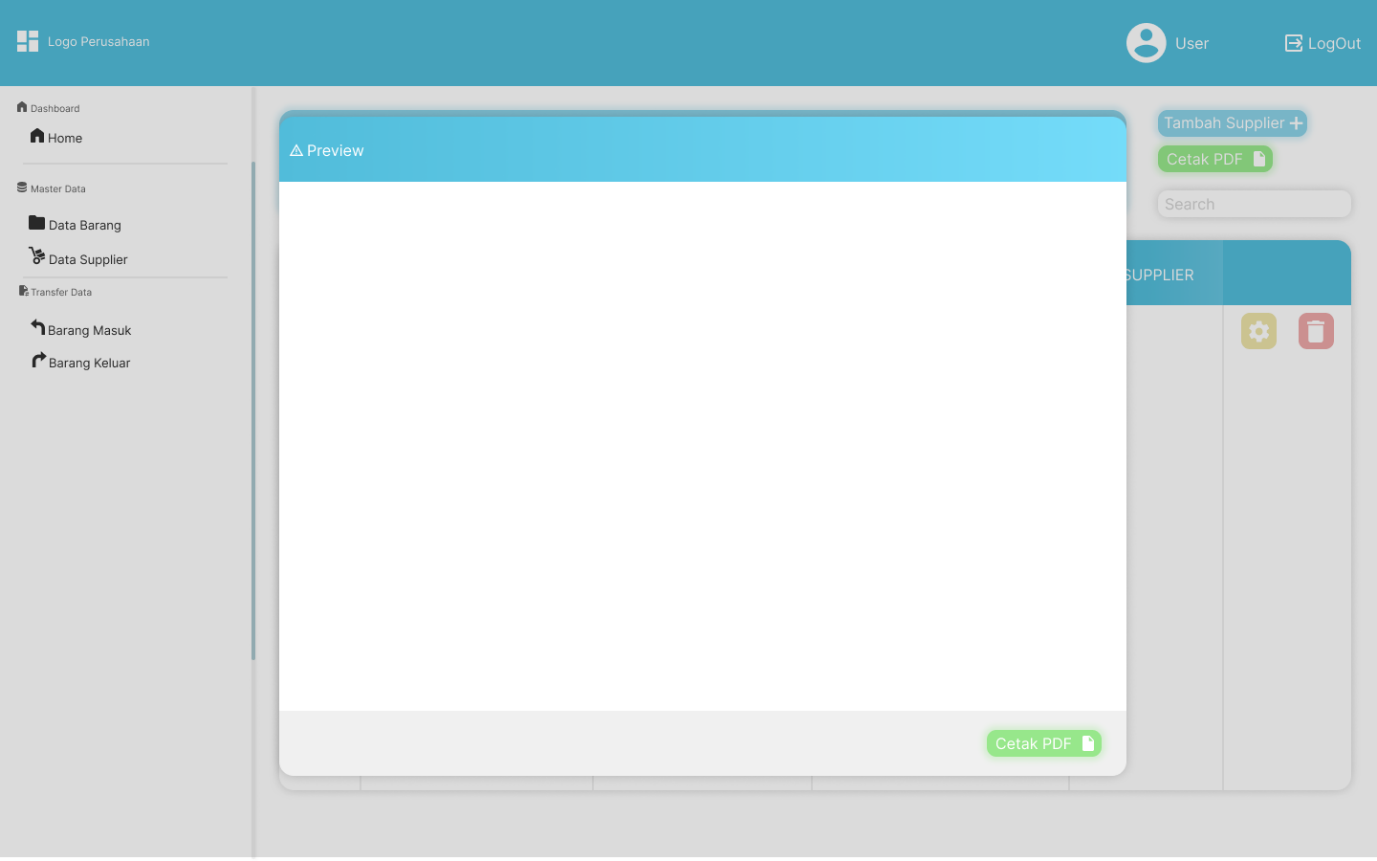 Logo Perusahaan
User
LogOut
Dashboard
Home
Master Data
Data Barang
Data Supplier
Transfer Data
Barang Masuk
Barang Keluar
Preview
Cetak PDF
Tambah Supplier
Cetak PDF
Search
SUPPLIER